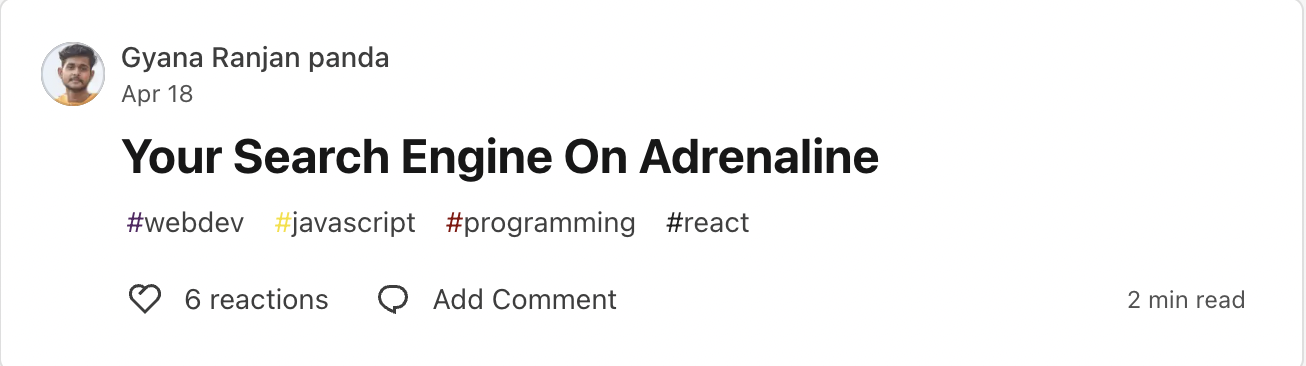 Gyana Ranjan panda
Apr 18
Your Search Engine On Adrenaline
#webdev #javascript #programming #react
6 reactions Add Comment 2 min read